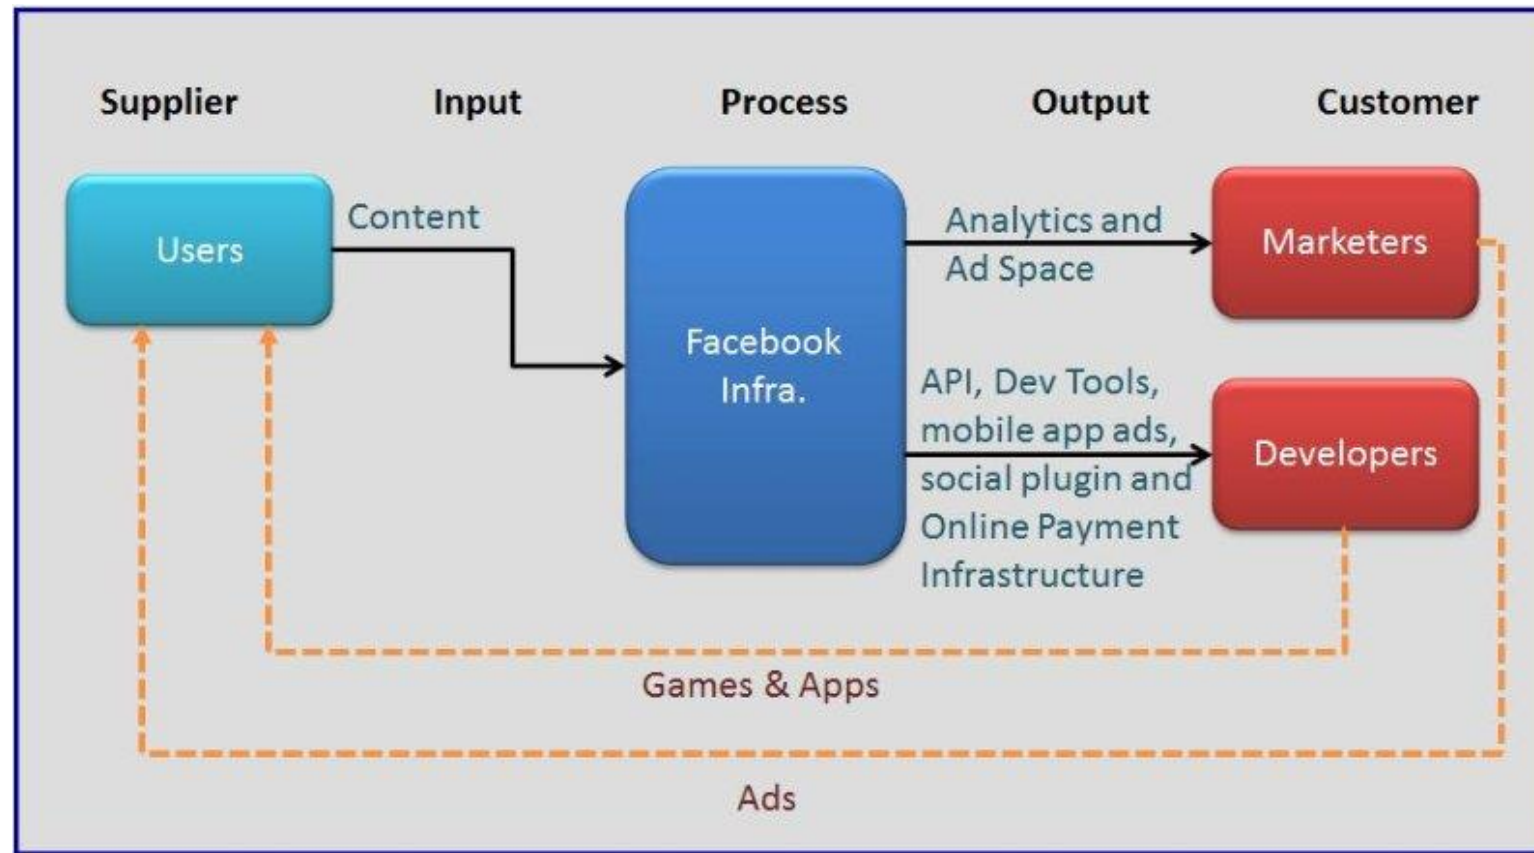 Supplier Input Process Output Customer
Users
Content
Facebook
Infra.
Analytics and
Ad Space
Marketers
API, Dev Tools,
mobile app ads,
social plugin and
Online Payment
Infrastructure
Developers
Games & Apps
Ads